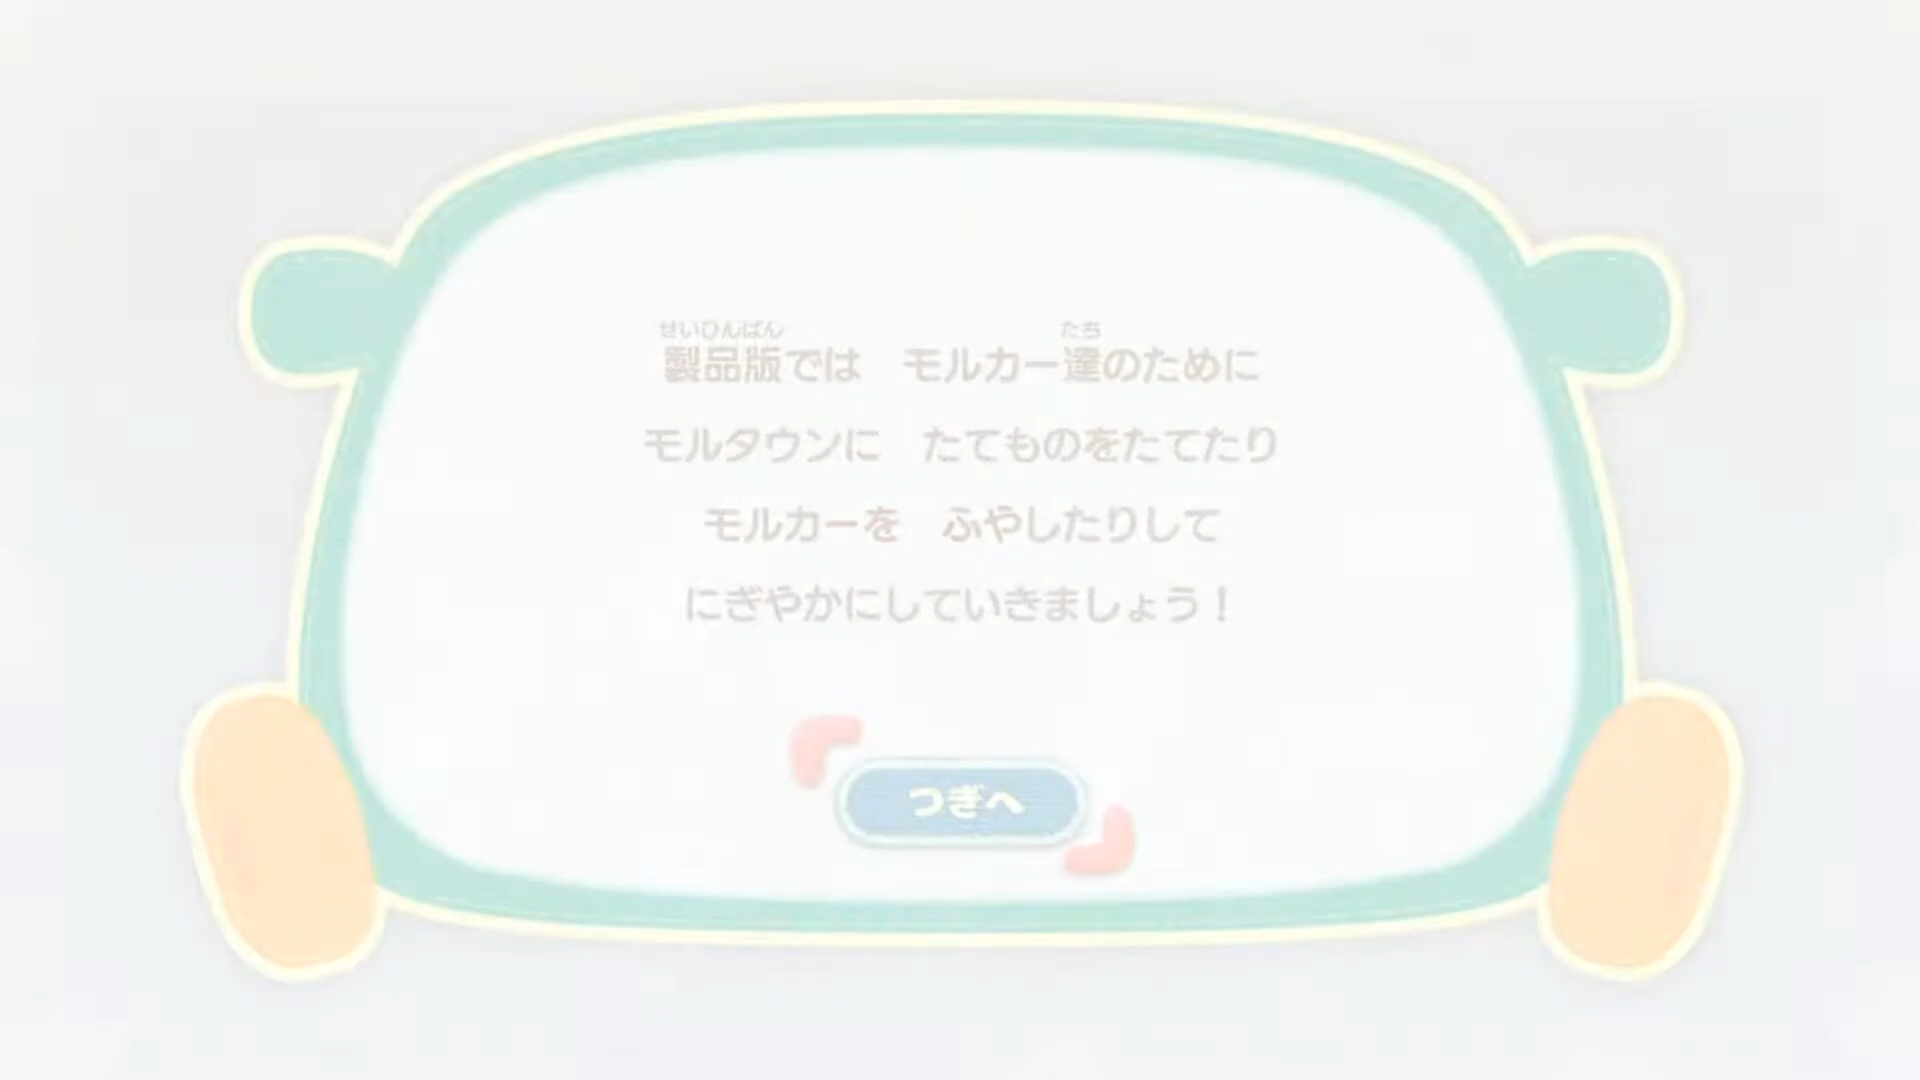 せいひんばん たち
製品版では　モルカー達のために
モルタウンに　たてものをたてたり
モルカーを　ふやしたりして
にぎやかにしていきましょう！
つぎへ